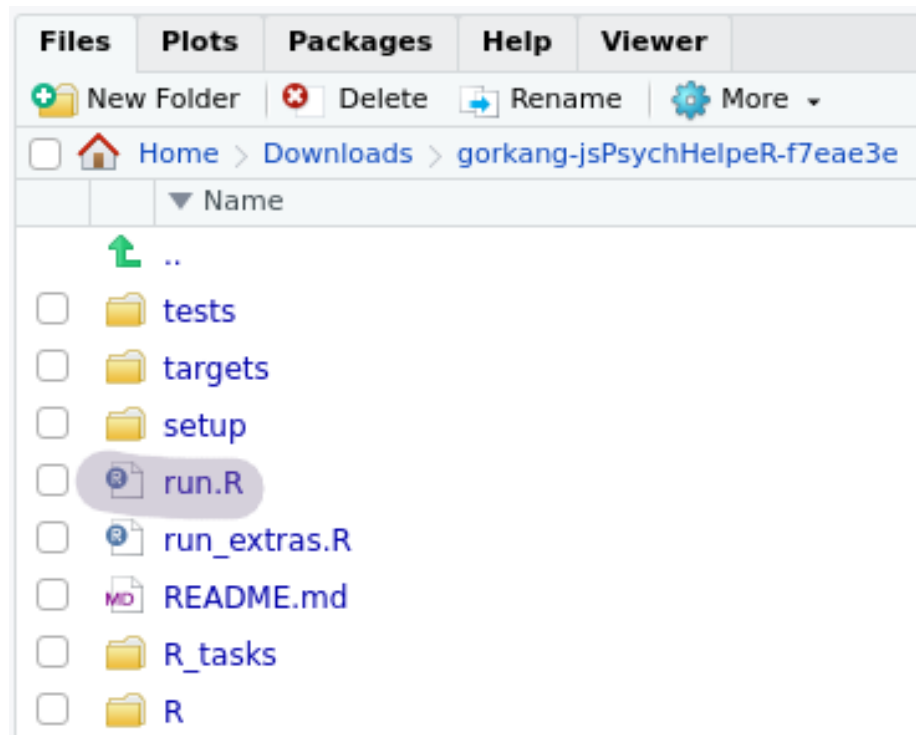 Files Plots Packages Help Viewer
New Folder Delete Rename More
Home > Downloads > gorkang-jsPsychHelpeR-f7eae3e
Name
..
tests
targets
setup
R run.R
R run_extras.R
MD README.md
R_tasks
R